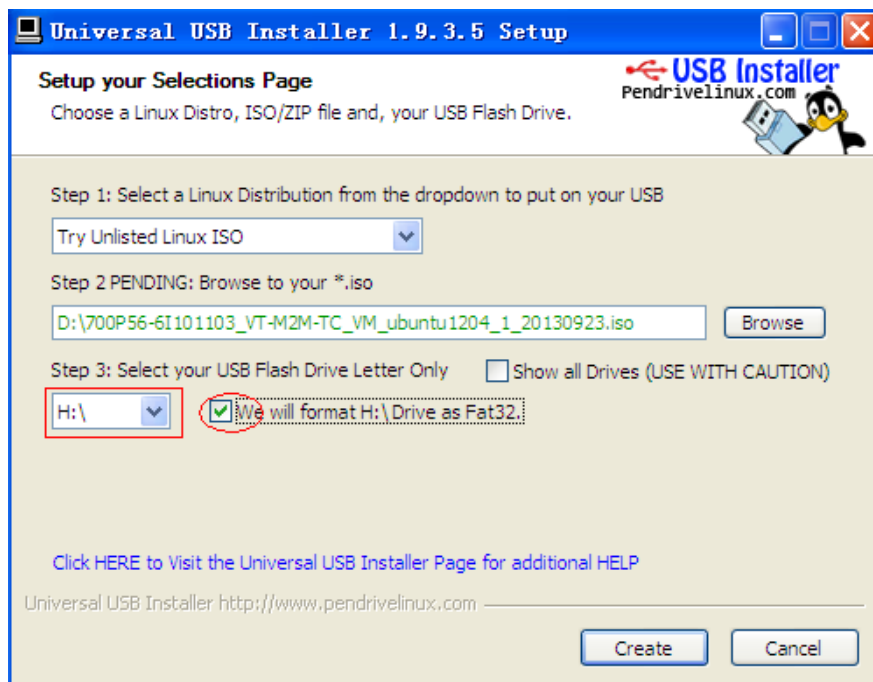 Universal USB Installer 1.9.3.5 Setup
Setup your Selections Page
Choose a Linux Distro, ISO/ZIP file and, your USB Flash Drive.
USB Installer
Pendrivelinux.com
Step 1: Select a Linux Distribution from the dropdown to put on your USB
Try Unlisted Linux ISO
Step 2 PENDING: Browse to your *.iso
D:\700P56-6I101103_VT-M2M-TC_VM_ubuntu1204_1_20130923.iso
Browse
Step 3: Select your USB Flash Drive Letter Only
Show all Drives (USE WITH CAUTION)
H:\
We will format H:\ Drive as Fat32.
Click HERE to Visit the Universal USB Installer Page for additional HELP
Universal USB Installer http://www.pendrivelinux.com
Create
Cancel